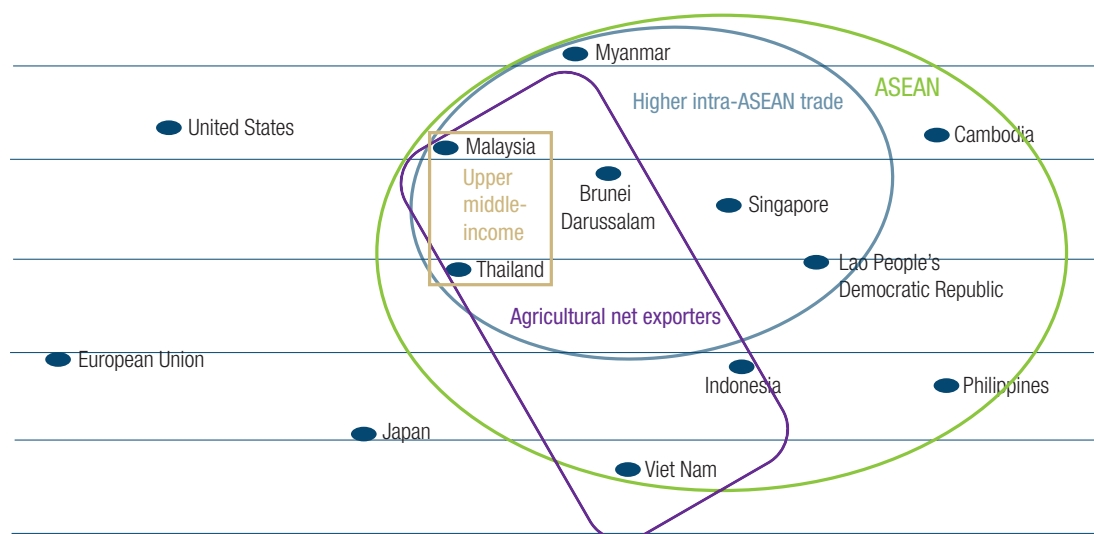 Myanmar
ASEAN
Higher intra-ASEAN trade
United States
Cambodia
Malaysia
Upper
middle-
income
Brunei
Darussalam
Singapore
Thailand
Lao People's
Democratic Republic
Agricultural net exporters
European Union
Indonesia
Philippines
Japan
Viet Nam